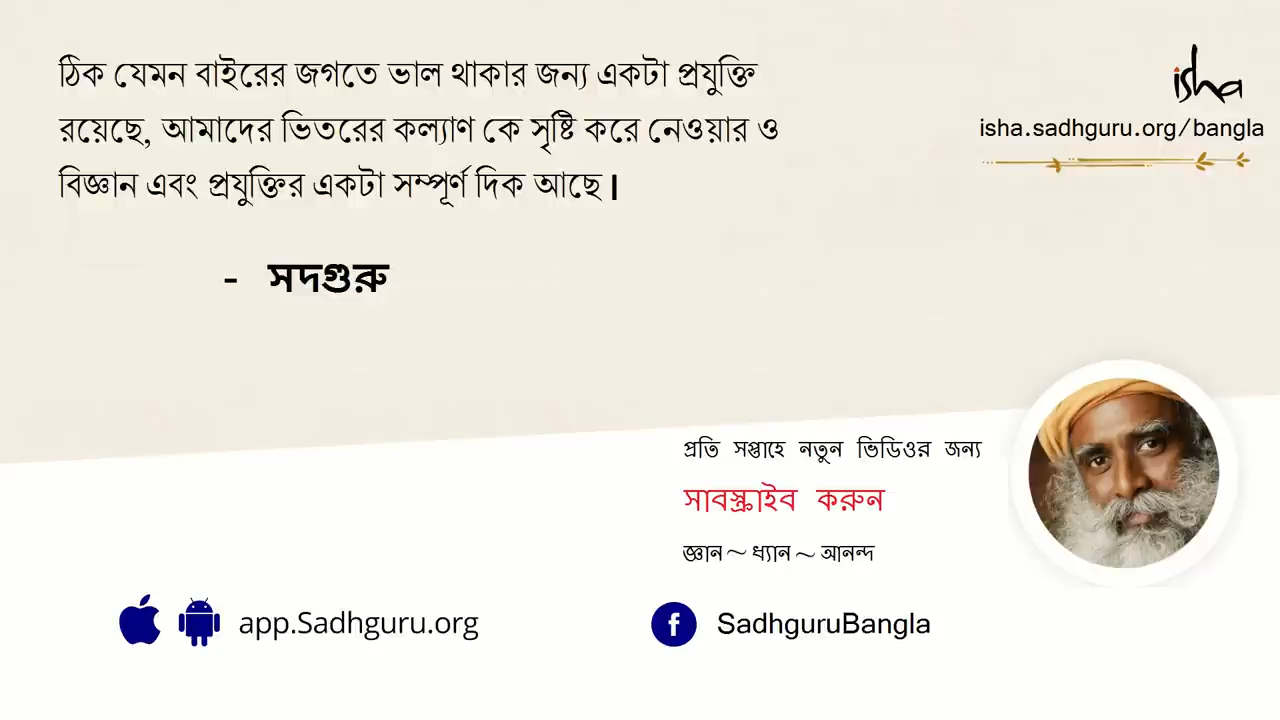 ঠিক যেমন বাইরের জগতে ভাল থাকার জন্য একটা প্রযুক্তি
রয়েছে, আমাদের ভিতরের কল্যাণ কে সৃষ্টি করে নেওয়ার ও
বিজ্ঞান এবং প্রযুক্তির একটা সম্পূর্ণ দিক আছে।
- সদগুরু
isha
isha.sadhguru.org/bangla
প্রতি সপ্তাহে নতুন ভিডিওর জন্য
সাবস্ক্রাইব করুন
জ্ঞান ~ ধ্যান ~ আনন্দ
app.Sadhguru.org
f SadhguruBangla